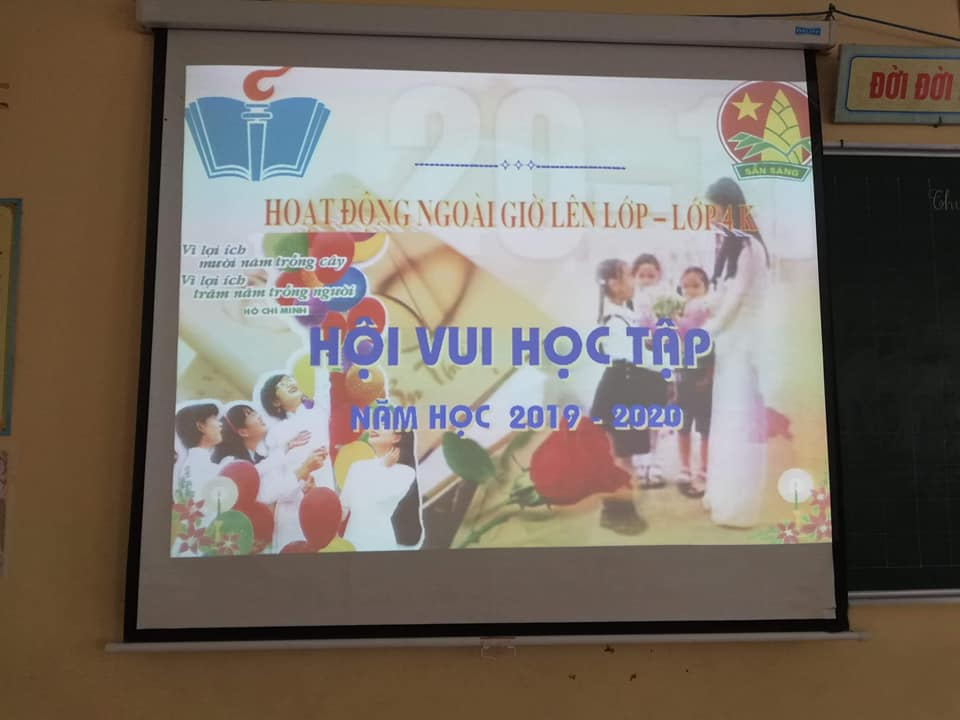 ĐỜI ĐỜI
SẴN SÀNG
HOẠT ĐỘNG NGOÀI GIỜ LÊN LỚP – LỚP 4 K
Vì lợi ích
mười năm trồng cây
Vì lợi ích
trăm năm trồng người
HỒ CHÍ MINH
HỘI VUI HỌC TẬP
NĂM HỌC 2019 - 2020